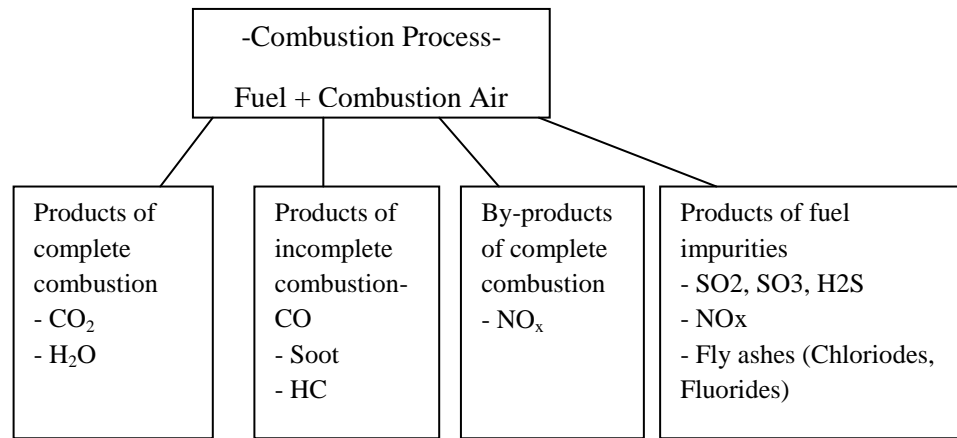 -Combustion Process-
Fuel + Combustion Air
Products of
complete
combustion
- CO₂
- H₂O
Products of
incomplete
combustion-
CO
- Soot
- HC
By-products
of complete
combustion
- NOₓ
Products of fuel
impurities
- SO2, SO3, H2S
- NOx
- Fly ashes (Chloriodes,
Fluorides)